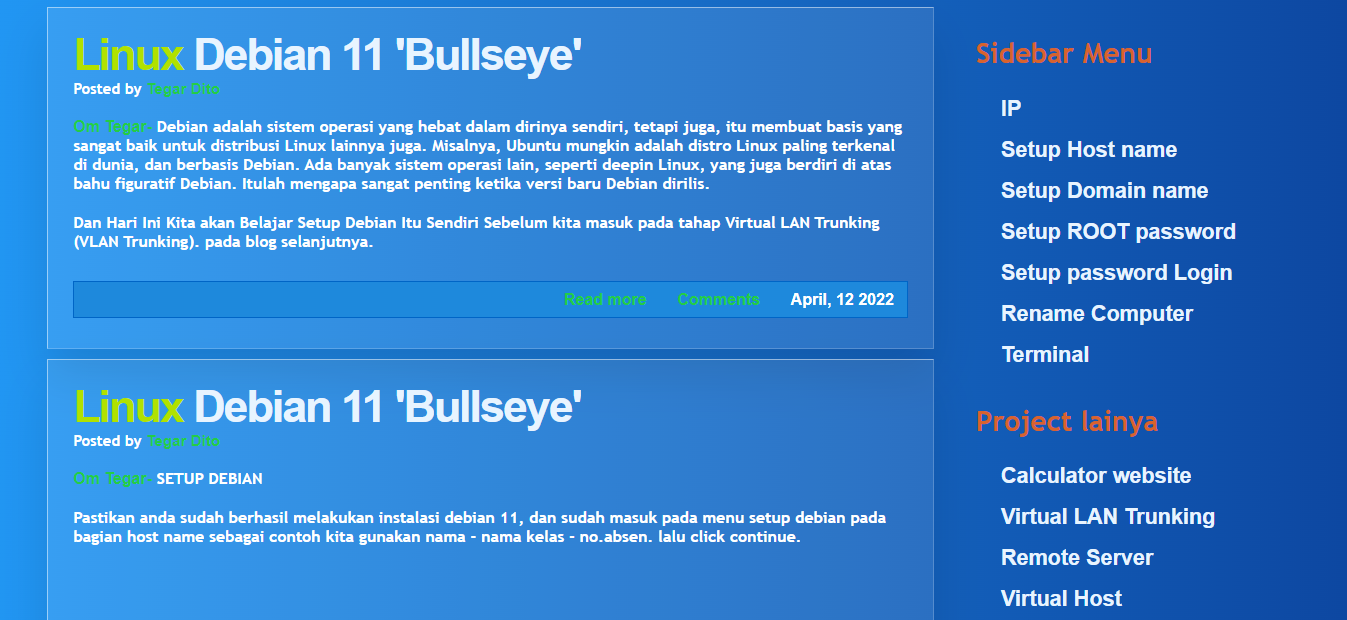 Linux Debian 11 'Bullseye'
Posted by Tegar Dito
Om Tegar- Debian adalah sistem operasi yang hebat dalam dirinya sendiri, tetapi juga, itu membuat basis yang
sangat baik untuk distribusi Linux lainnya juga. Misalnya, Ubuntu mungkin adalah distro Linux paling terkenal
di dunia, dan berbasis Debian. Ada banyak sistem operasi lain, seperti deepin Linux, yang juga berdiri di atas
bahu figuratif Debian. Itulah mengapa sangat penting ketika versi baru Debian dirilis.
Dan Hari Ini Kita akan Belajar Setup Debian Itu Sendiri Sebelum kita masuk pada tahap Virtual LAN Trunking
(VLAN Trunking). pada blog selanjutnya.
Read more Comments April, 12 2022
Linux Debian 11 'Bullseye'
Posted by Tegar Dito
Om Tegar- SETUP DEBIAN
Pastikan anda sudah berhasil melakukan instalasi debian 11, dan sudah masuk pada menu setup debian pada
bagian host name sebagai contoh kita gunakan nama - nama kelas - no.absen. lalu click continue.
Sidebar Menu
IP
Setup Host name
Setup Domain name
Setup ROOT password
Setup password Login
Rename Computer
Terminal
Project lainya
Calculator website
Virtual LAN Trunking
Remote Server
Virtual Host